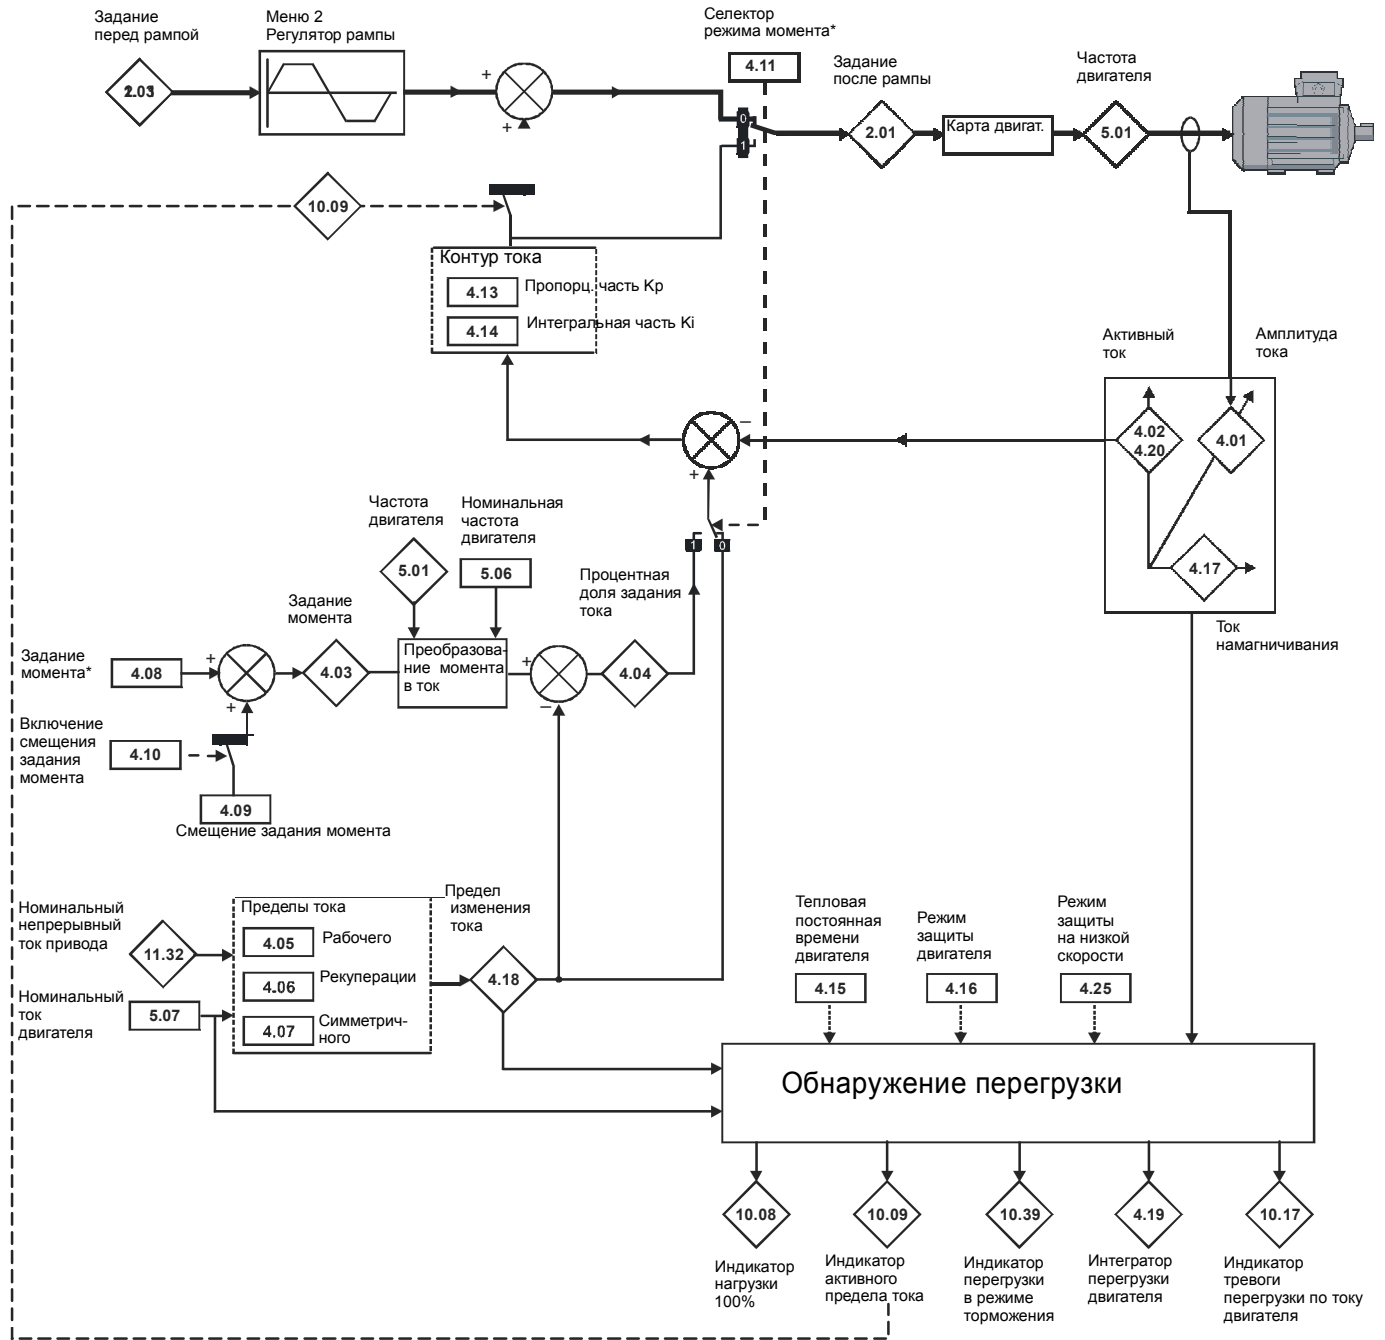 Задание
перед рампой
Меню 2
Регулятор рампы
Селектор
режима момента*
4.11
Задание
после рампы
Частота
двигателя
+
+
0
1
2.01
Карта двигат.
5.01
10.09
Контур тока
4.13
Пропорц. часть Kp
4.14
Интегральная часть Ki
Активный
ток
Амплитуда
тока
4.02
4.20
4.01
4.17
Ток
намагничивания
–
+
1
0
Частота
двигателя
5.01
Номинальная
частота
двигателя
5.06
Процентная
доля задания
тока
Задание
момента
Задание
момента*
4.08
+
+
4.03
Преобразова-
ние момента
в ток
+
–
4.04
Включение
смещения
задания
момента
4.10
4.09
Смещение задания момента
Номинальный
непрерывный
ток привода
11.32
Номинальный
ток
двигателя
5.07
Пределы тока
4.05
Рабочего
4.06
Рекуперации
4.07
Симметрич-
ного
Предел
изменения
тока
4.18
Тепловая
постоянная
времени
двигателя
4.15
Режим
защиты
двигателя
4.16
Режим
защиты
на низкой
скорости
4.25
Обнаружение перегрузки
10.08
10.09
10.39
4.19
10.17
Индикатор
нагрузки
100%
Индикатор
активного
предела тока
Индикатор
перегрузки
в режиме
торможения
Интегратор
перегрузки
двигателя
Индикатор
тревоги
перегрузки по току
двигателя